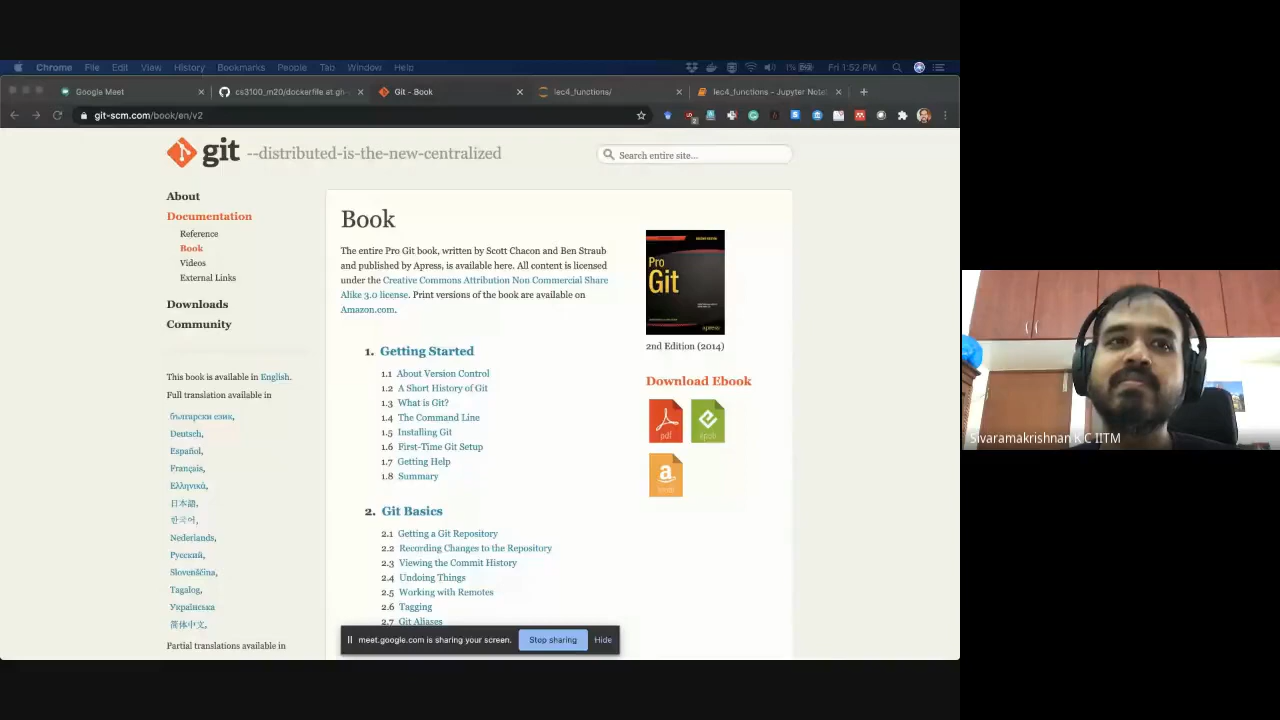 Chrome File Edit View History Bookmarks People Tab Window Help 1% Fri 1:52 PM
Google Meet × cs3100_m20/dockerfile at gh- × Git - Book × lec4_functions/ × lec4_functions - Jupyter Note × +
git-scm.com/book/en/v2
git --distributed-is-the-new-centralized
Search entire site...
About
Documentation
Reference
Book
Videos
External Links
Downloads
Community
This book is available in English.
Full translation available in
български език,
Deutsch,
Español,
Français,
Ελληνικά,
日本語,
한국어,
Nederlands,
Русский,
Slovenščina,
Tagalog,
Українська
简体中文,
Partial translations available in
Book
The entire Pro Git book, written by Scott Chacon and Ben Straub
and published by Apress, is available here. All content is licensed
under the Creative Commons Attribution Non Commercial Share
Alike 3.0 license. Print versions of the book are available on
Amazon.com.
1. Getting Started
1.1 About Version Control
1.2 A Short History of Git
1.3 What is Git?
1.4 The Command Line
1.5 Installing Git
1.6 First-Time Git Setup
1.7 Getting Help
1.8 Summary
2. Git Basics
2.1 Getting a Git Repository
2.2 Recording Changes to the Repository
2.3 Viewing the Commit History
2.4 Undoing Things
2.5 Working with Remotes
2.6 Tagging
2.7 Git Aliases
Pro
Git
apress
2nd Edition (2014)
Download Ebook
pdf
epub
meet.google.com is sharing your screen. Stop sharing Hide
Sivaramakrishnan K C IITM